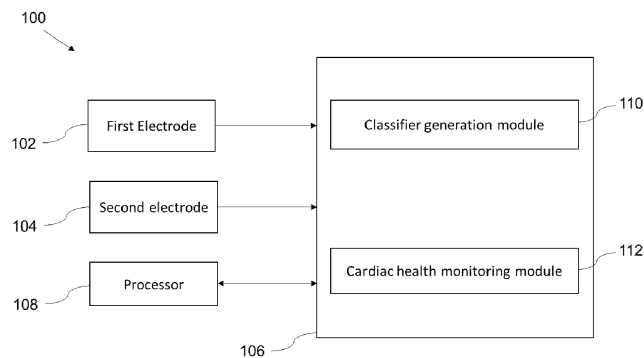 100
First Electrode
102
Classifier generation module
110
Second electrode
104
Processor
108
Cardiac health monitoring module
112
106